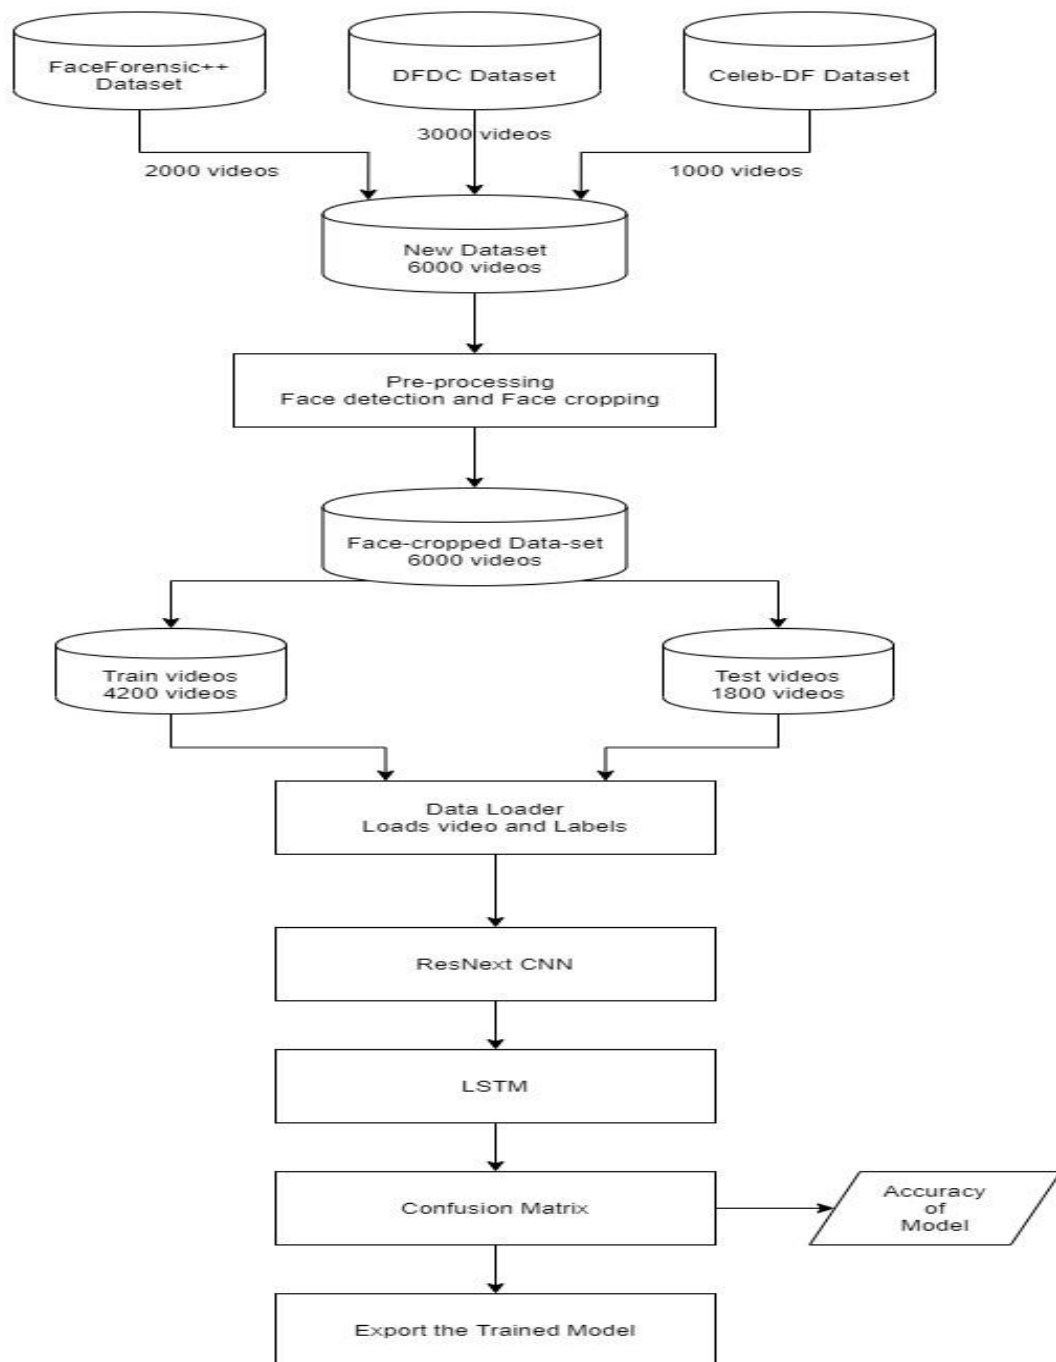 FaceForensic++
Dataset
DFDC Dataset
Celeb-DF Dataset
3000 videos
2000 videos
1000 videos
New Dataset
6000 videos
Pre-processing
Face detection and Face cropping
Face-cropped Data-set
6000 videos
Train videos
4200 videos
Test videos
1800 videos
Data Loader
Loads video and Labels
ResNext CNN
LSTM
Confusion Matrix
Accuracy
of
Model
Export the Trained Model